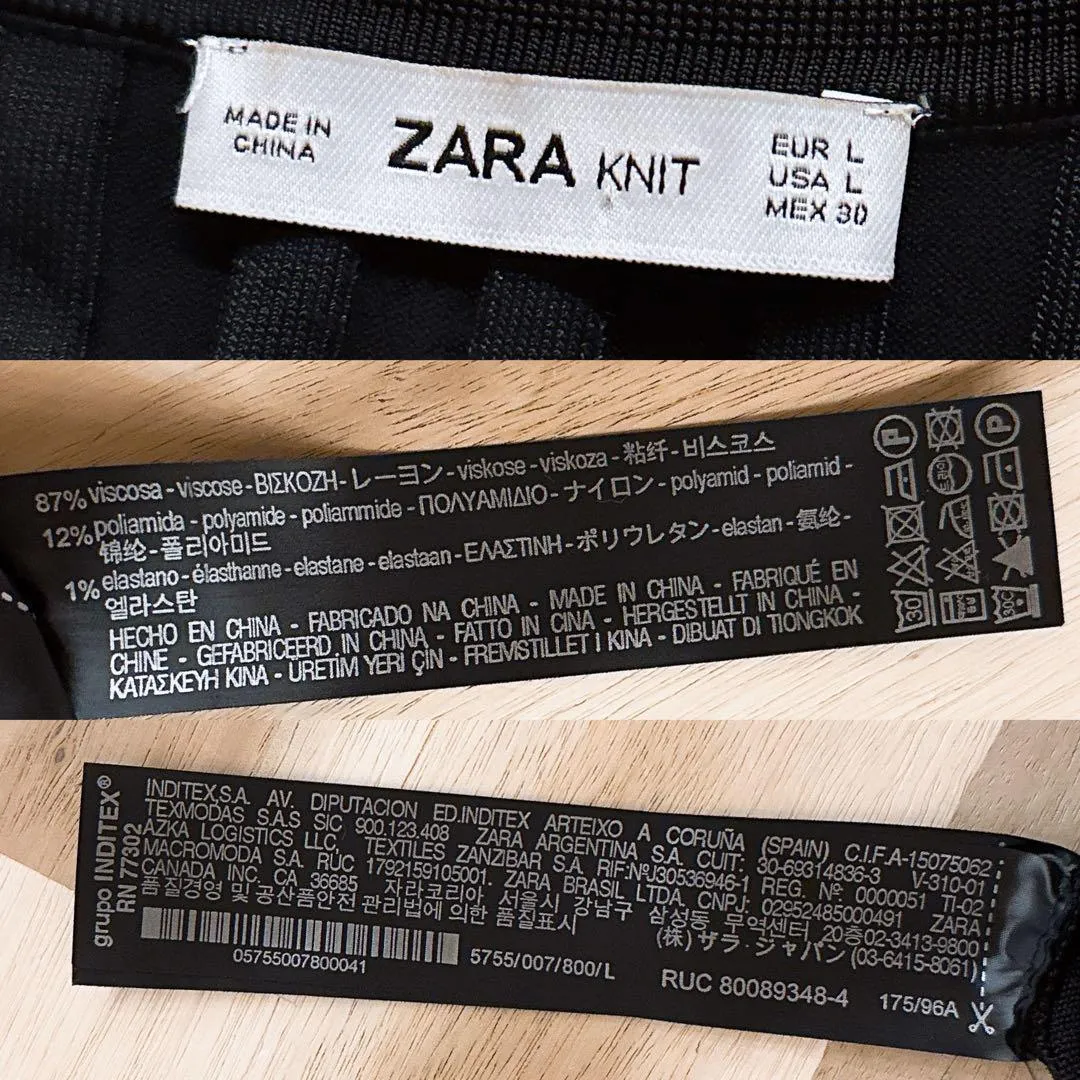 MADE IN
CHINA
ZARA KNIT
EUR L
USA L
MEX 30
87% viscosa - viscose - ΒΙΣΚΟΖΗ - レーヨン - viskose - viskoza - 粘纤 - 비스코스
12% poliamida - polyamide - poliammide - ΠΟΛΥΑΜΙΔΙΟ - ナイロン - polyamid - poliamid -
锦纶 - 폴리아미드
1% elastano - élasthanne - elastane - elastaan - ΕΛΑΣΤΙΝΗ - ポリウレタン - elastan - 氨纶 -
엘라스탄
HECHO EN CHINA - FABRICADO NA CHINA - MADE IN CHINA - FABRIQUÉ EN
CHINE - GEFABRICEERD IN CHINA - FATTO IN CINA - HERGESTELLT IN CHINA -
ΚΑΤΑΣΚΕΥΗ ΚΙΝΑ - ÜRETİM YERİ ÇİN - FREMSTILLET I KINA - DIBUAT DI TIONGKOK
P
P
30
30C
grupo INDITEX®
RN 77302
INDITEX,S.A. AV. DIPUTACION ED.INDITEX ARTEIXO A CORUÑA (SPAIN) C.I.F.A-15075062
TEXMODAS S.A.S SIC 900.123.408 ZARA ARGENTINA S.A. CUIT: 30-69314836-3 V-310-01
AZKA LOGISTICS LLC, TEXTILES ZANZIBAR S.A. RIF:Nº.J30536946-1 REG. Nº 0000051 TI-02
MACROMODA S.A. RUC 1792159105001. ZARA BRASIL LTDA. CNPJ: 02952485000491 ZARA
CANADA INC. CA 36685 자라코리아, 서울시 강남구 삼성동 무역센터 20층02-3413-9800
품질경영 및 공산품안전 관리법에 의한 품질표시 (株)ザラ・ジャパン (03-6415-8061)
05755007800041
5755/007/800/L
RUC 80089348-4
175/96A